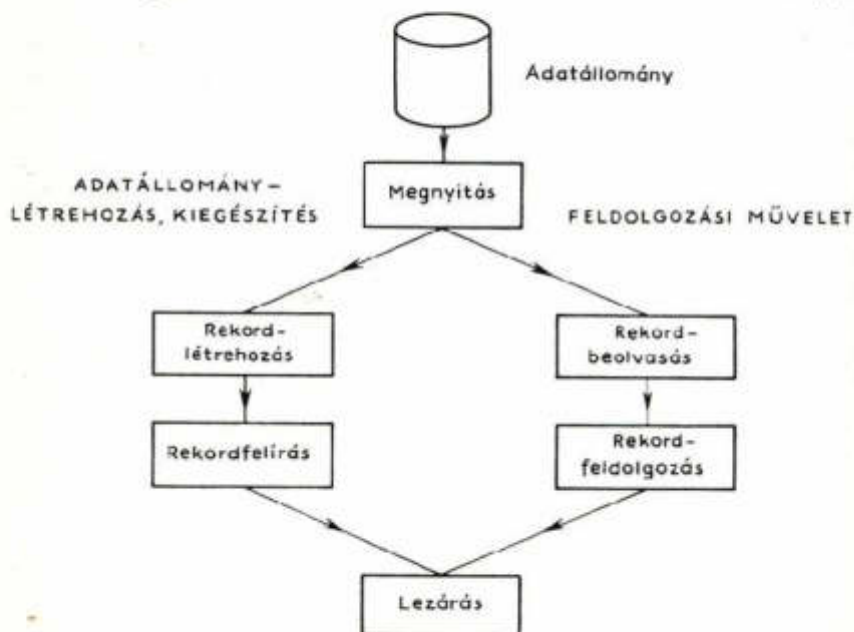 Adatállomány
Megnyitás
ADATÁLLOMÁNY-
LÉTREHOZÁS, KIEGÉSZÍTÉS
FELDOLGOZÁSI MŰVELET
Rekord-
létrehozás
Rekord-
beolvasás
Rekordfelírás
Rekord-
feldolgozás
Lezárás